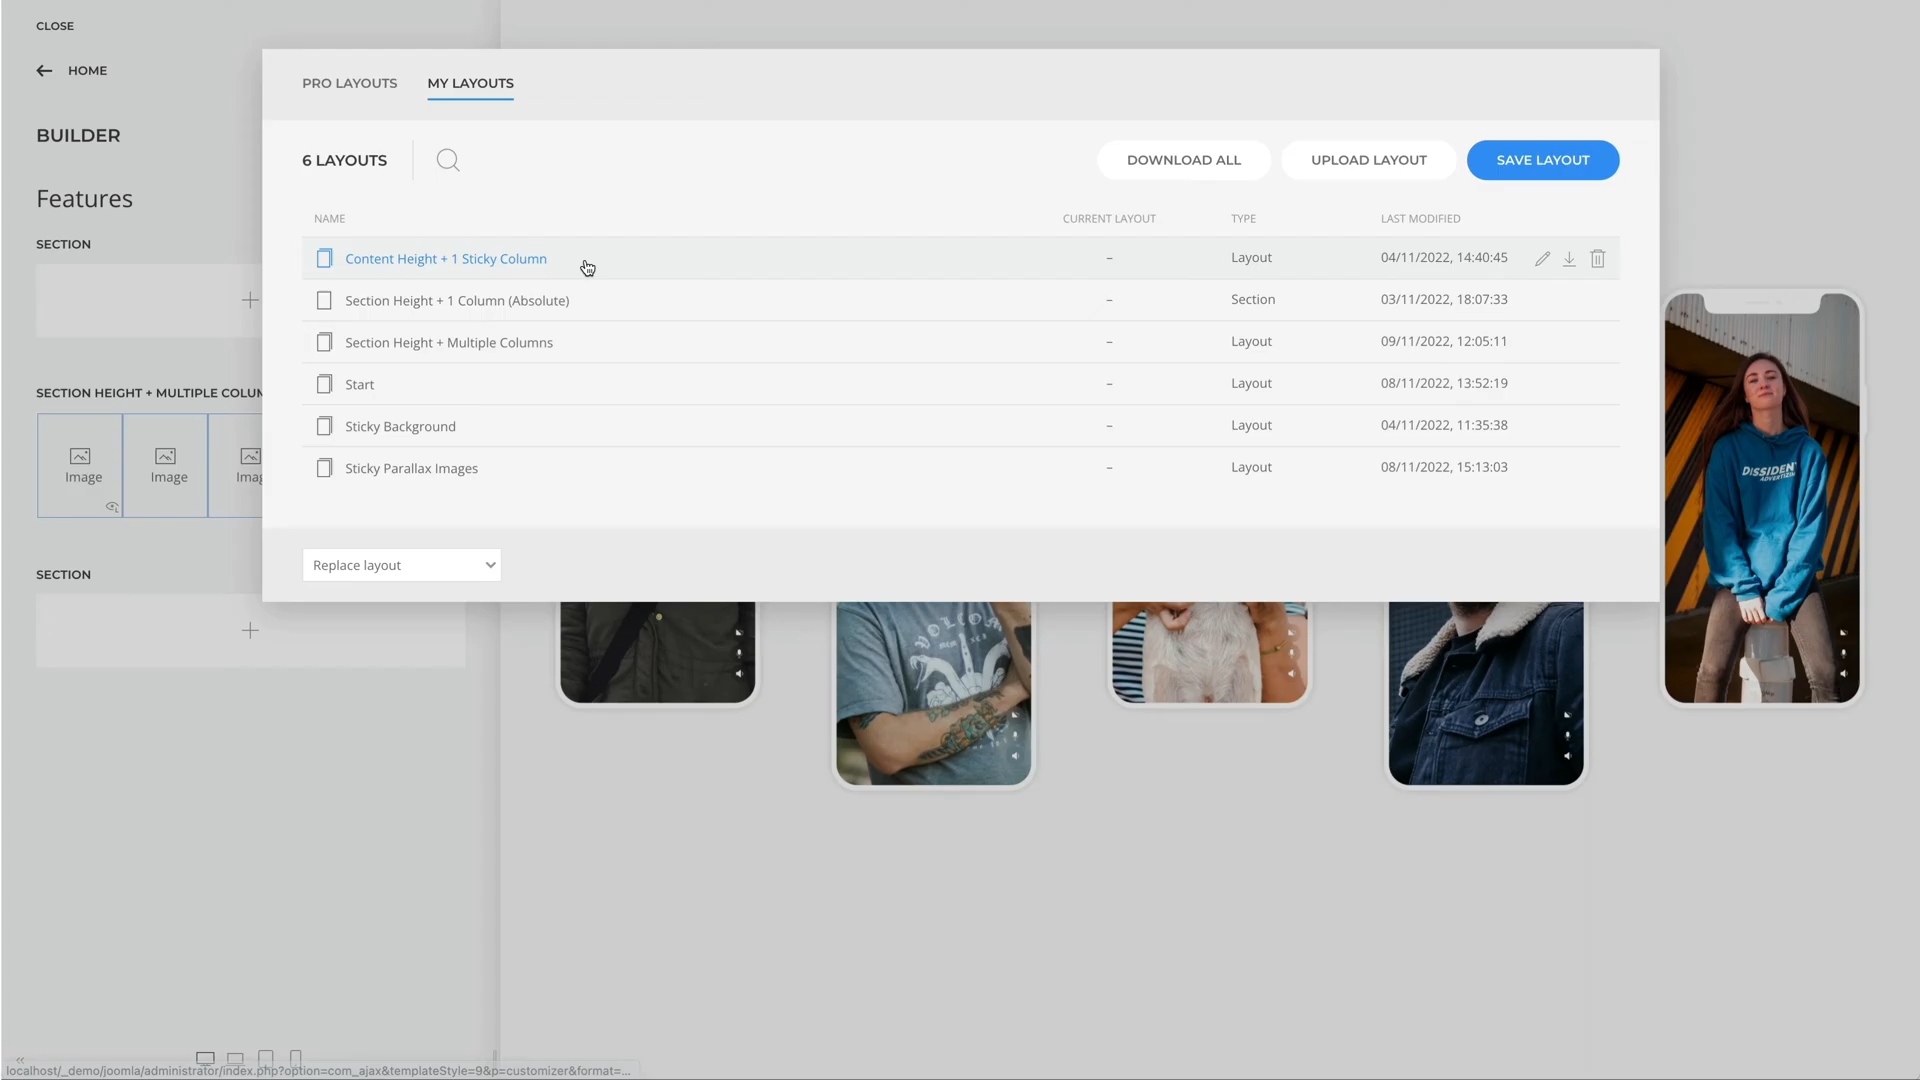 CLOSE
HOME
PRO LAYOUTS
MY LAYOUTS
BUILDER
6 LAYOUTS
DOWNLOAD ALL
UPLOAD LAYOUT
SAVE LAYOUT
Features
NAME
CURRENT LAYOUT
TYPE
LAST MODIFIED
SECTION
Content Height + 1 Sticky Column
–
Layout
04/11/2022, 14:40:45
Section Height + 1 Column (Absolute)
–
Section
03/11/2022, 18:07:33
Section Height + Multiple Columns
–
Layout
09/11/2022, 12:05:11
Start
–
Layout
08/11/2022, 13:52:19
SECTION HEIGHT + MULTIPLE COLUM
Sticky Background
–
Layout
04/11/2022, 11:35:38
Sticky Parallax Images
–
Layout
08/11/2022, 15:13:03
Image
Image
Imag
DISSIDENT
ADVERTIZING
Replace layout
SECTION
VOLCOM
localhost/_demo/joomla/administrator/index.php?option=com_ajax&templateStyle=9&p=customizer&format=...